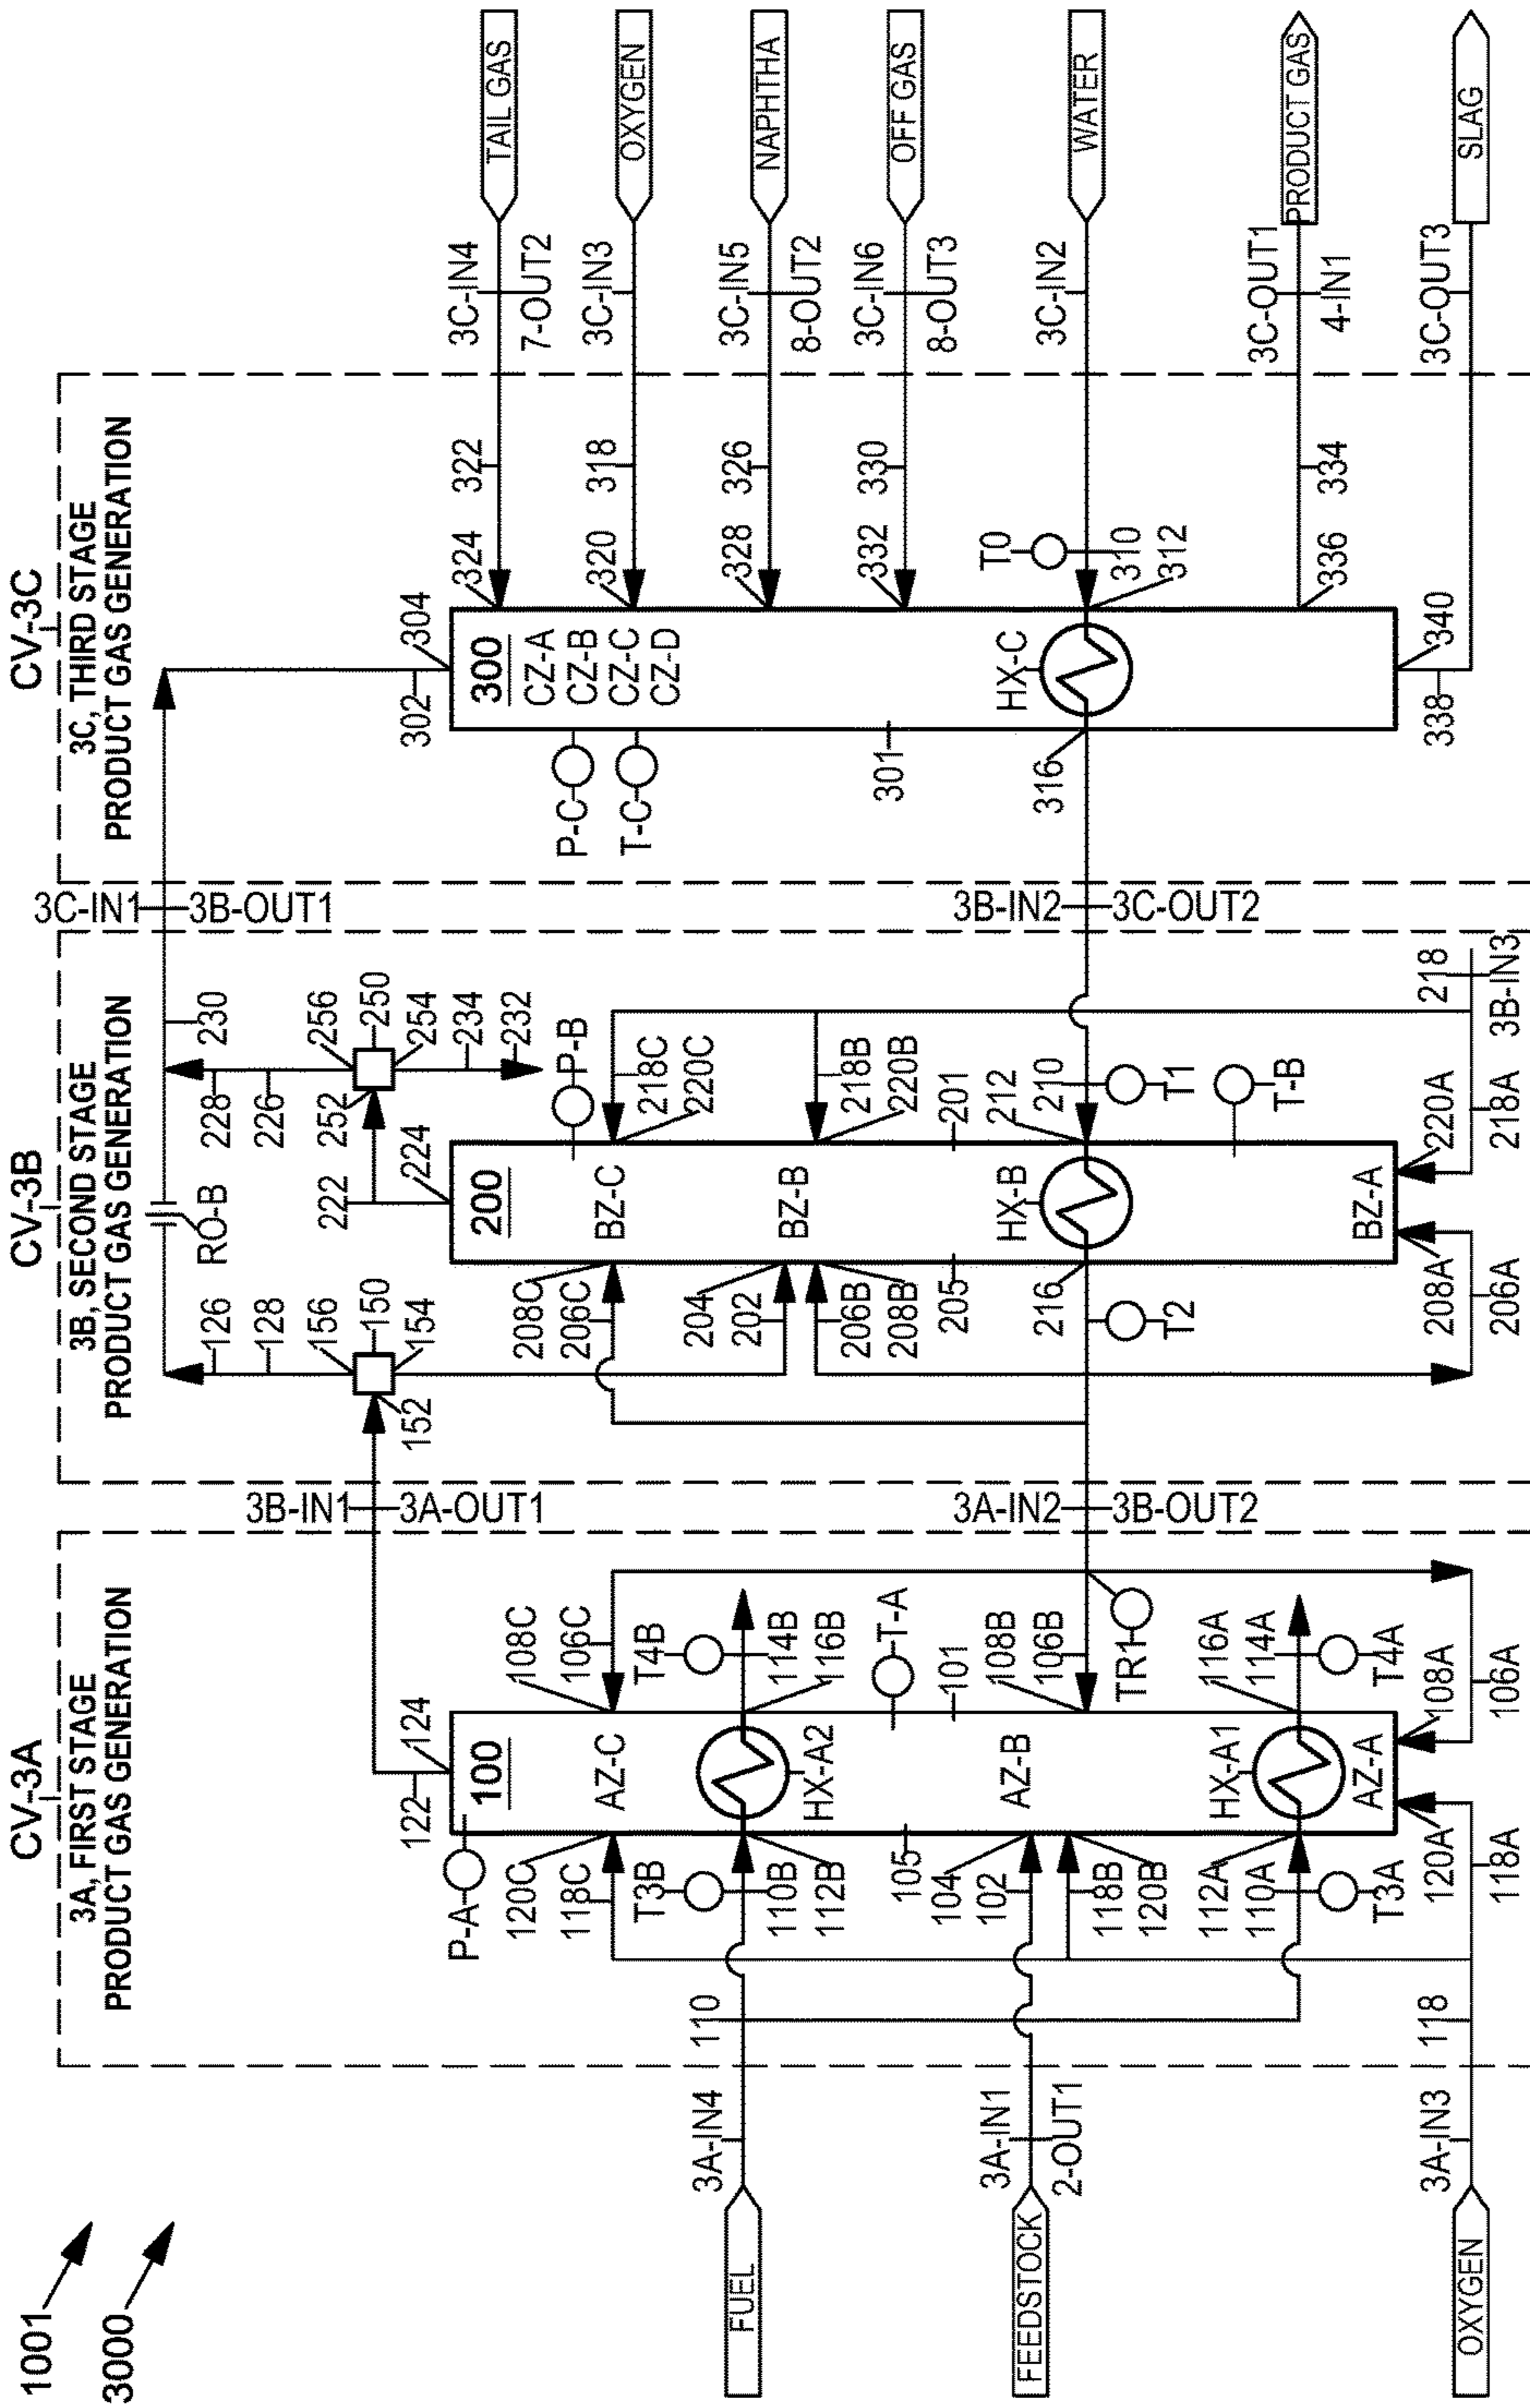 1001
3000
CV-3A
3A, FIRST STAGE
PRODUCT GAS GENERATION
CV-3B
3B, SECOND STAGE
PRODUCT GAS GENERATION
CV-3C
3C, THIRD STAGE
PRODUCT GAS GENERATION
FUEL
3A-IN4
110
FEEDSTOCK
3A-IN1
2-OUT1
OXYGEN
3A-IN3
118
P-A
122
124
100
AZ-C
HX-A2
AZ-B
HX-A1
AZ-A
120C
118C
T3B
110B
112B
105
104
102
118B
120B
112A
110A
T3A
120A
118A
108C
106C
T4B
114B
116B
T-A
101
108B
106B
TR1
116A
114A
T4A
108A
106A
3B-IN1
3A-OUT1
3A-IN2
3B-OUT2
126
128
156
150
154
152
RO-B
208C
206C
204
202
206B
208B
205
216
T2
208A
206A
222
224
200
BZ-C
BZ-B
HX-B
BZ-A
230
228
226
256
250
252
254
234
232
P-B
218C
220C
218B
220B
201
212
210
T1
T-B
218
3B-IN3
220A
218A
3C-IN1
3B-OUT1
3B-IN2
3C-OUT2
302
304
300
CZ-A
CZ-B
CZ-C
CZ-D
P-C
T-C
301
HX-C
316
324
322
320
318
328
326
332
330
T0
310
312
334
336
340
338
3C-IN4
7-OUT2
TAIL GAS
3C-IN3
OXYGEN
3C-IN5
8-OUT2
NAPHTHA
3C-IN6
8-OUT3
OFF GAS
3C-IN2
WATER
3C-OUT1
4-IN1
PRODUCT GAS
3C-OUT3
SLAG